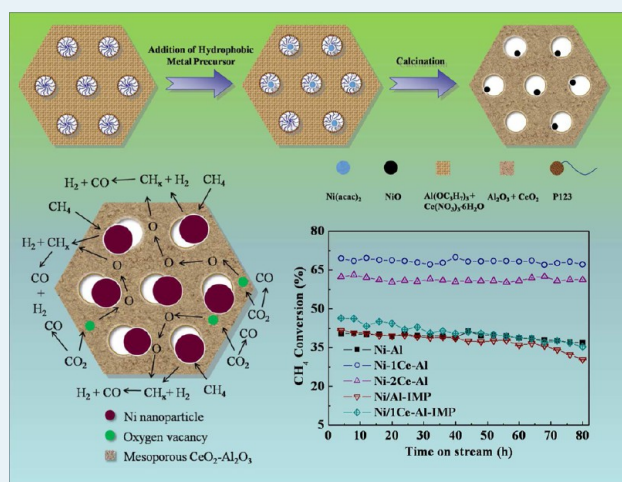 Addition of Hydrophobic
Metal Precursor
Calcination
Ni(acac)₂
NiO
Al(OC₃H₇)₃+
Ce(NO₃)₃·6H₂O
Al₂O₃ + CeO₂
P123
H₂ + CO
CHₓ + H₂
CH₄
CH₄
H₂ + CHₓ
CO
+
H₂
CO
CO₂
O
O
O
O
O
O
O
O
CO
CO₂
CO
CO₂
CO
CO₂
H₂ + CO
CHₓ + H₂
CH₄
Ni nanoparticle
Oxygen vacancy
Mesoporous CeO₂-Al₂O₃
CH₄ Conversion (%)
80
65
50
35
20
5
Ni-Al
Ni-1Ce-Al
Ni-2Ce-Al
Ni/Al-IMP
Ni/1Ce-Al-IMP
0 10 20 30 40 50 60 70 80
Time on stream (h)